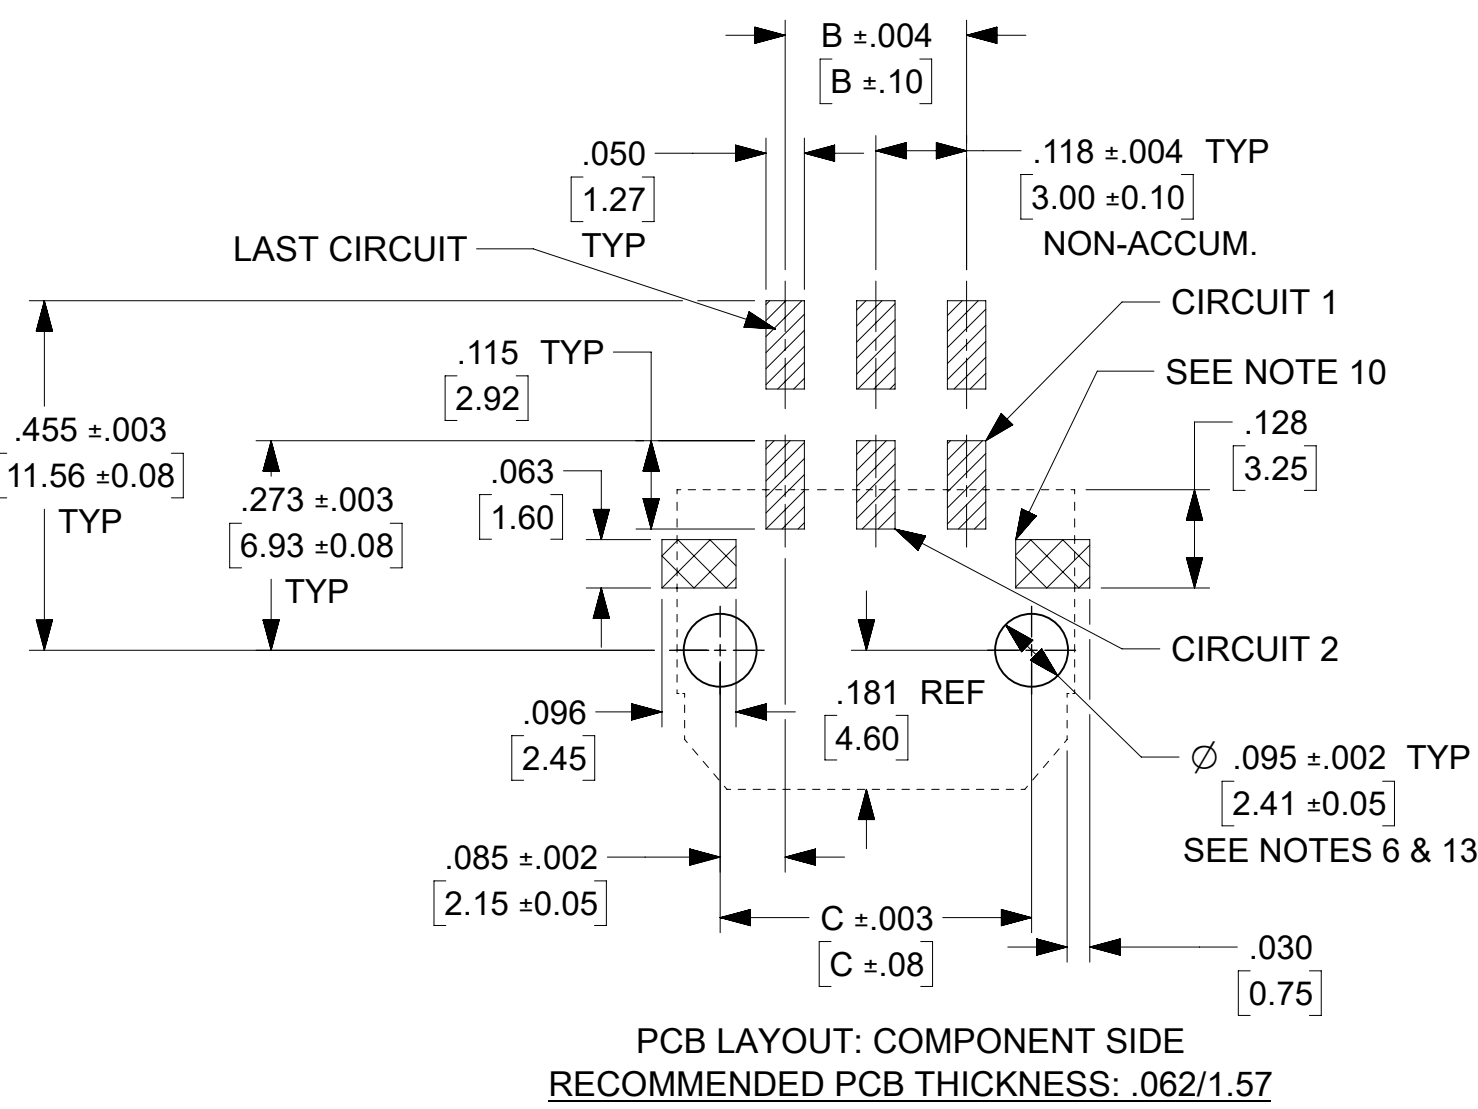 B ±.004
[B ±.10]
.050
[1.27]
TYP
.118 ±.004 TYP
[3.00 ±0.10]
NON-ACCUM.
LAST CIRCUIT
CIRCUIT 1
.115 TYP
[2.92]
SEE NOTE 10
.455 ±.003
[11.56 ±0.08]
TYP
.128
[3.25]
.063
[1.60]
.273 ±.003
[6.93 ±0.08]
TYP
CIRCUIT 2
.181 REF
[4.60]
.096
[2.45]
Ø .095 ±.002 TYP
[2.41 ±0.05]
SEE NOTES 6 & 13
.085 ±.002
[2.15 ±0.05]
C ±.003
[C ±.08]
.030
[0.75]
PCB LAYOUT: COMPONENT SIDE
RECOMMENDED PCB THICKNESS: .062/1.57